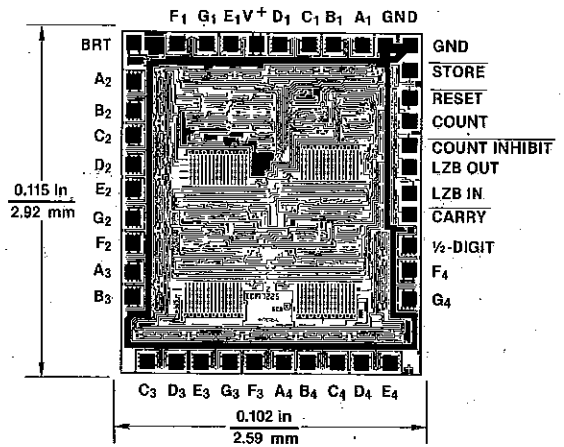 F₁ G₁ E₁ V⁺ D₁ C₁ B₁ A₁ GND
BRT
A₂
B₂
C₂
D₂
E₂
G₂
F₂
A₃
B₃
0.115 in
2.92 mm
GND
STORE
RESET
COUNT
COUNT INHIBIT
LZB OUT
LZB IN
CARRY
½-DIGIT
F₄
G₄
C₃ D₃ E₃ G₃ F₃ A₄ B₄ C₄ D₄ E₄
0.102 in
2.59 mm